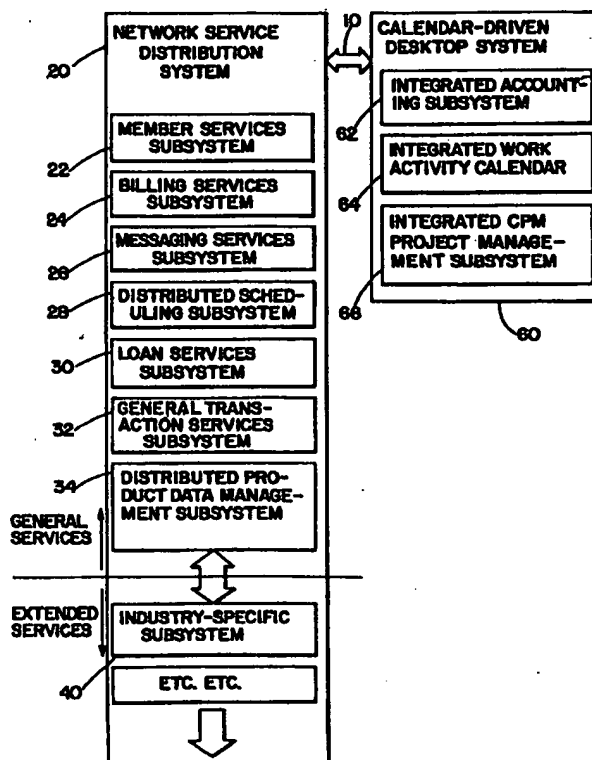 10
NETWORK SERVICE
DISTRIBUTION
SYSTEM
20
MEMBER SERVICES
SUBSYSTEM
22
BILLING SERVICES
SUBSYSTEM
24
MESSAGING SERVICES
SUBSYSTEM
26
DISTRIBUTED SCHED-
ULING SUBSYSTEM
28
LOAN SERVICES
SUBSYSTEM
30
GENERAL TRANS-
ACTION SERVICES
SUBSYSTEM
32
DISTRIBUTED PRO-
DUCT DATA MANAGE-
MENT SUBSYSTEM
34
GENERAL
SERVICES
EXTENDED
SERVICES
INDUSTRY-SPECIFIC
SUBSYSTEM
40
ETC. ETC.
CALENDAR-DRIVEN
DESKTOP SYSTEM
INTEGRATED ACCOUNT-
ING SUBSYSTEM
62
INTEGRATED WORK
ACTIVITY CALENDAR
64
INTEGRATED CPM
PROJECT MANAGE-
MENT SUBSYSTEM
66
60